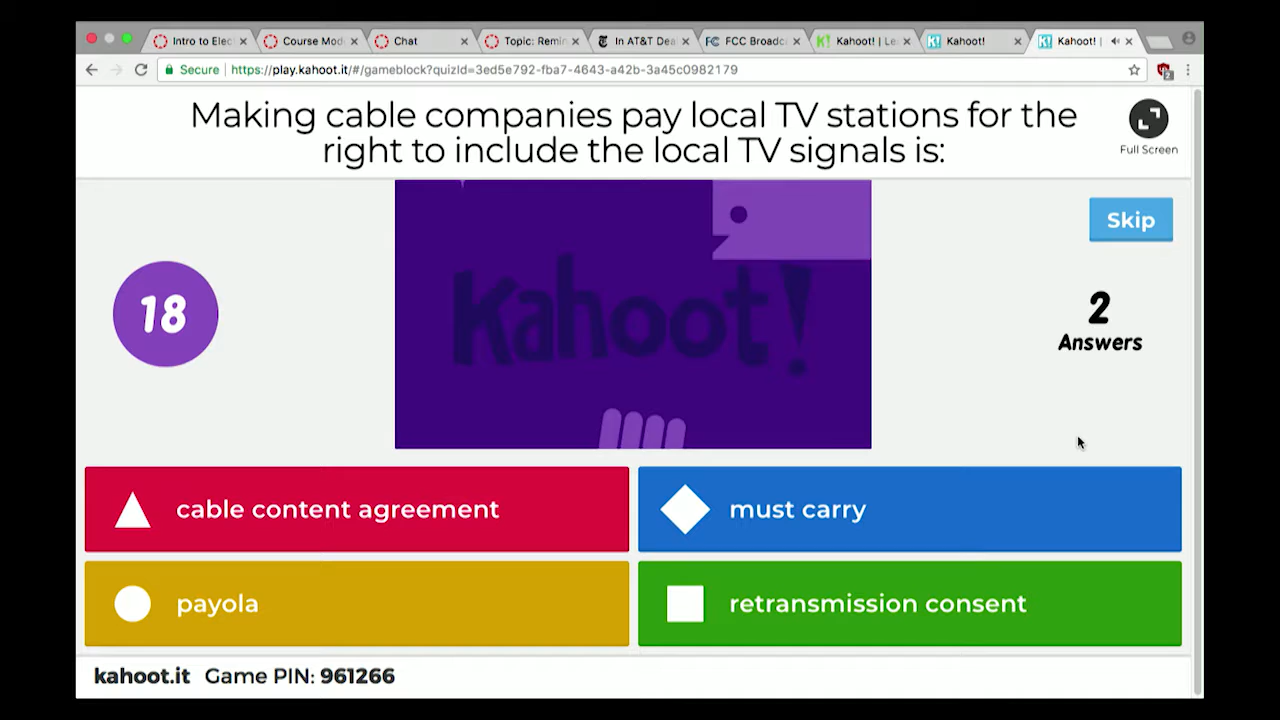 Intro to Elec
Course Mod
Chat
Topic: Remin
In AT&T Dea
FCC Broadc
Kahoot! | Le
Kahoot!
Kahoot! |
Secure
https://play.kahoot.it/#/gameblock?quizId=3ed5e792-fba7-4643-a42b-3a45c0982179
2
Making cable companies pay local TV stations for the
right to include the local TV signals is:
Full Screen
Kahoot!
Skip
18
2
Answers
cable content agreement
must carry
payola
retransmission consent
kahoot.it Game PIN: 961266